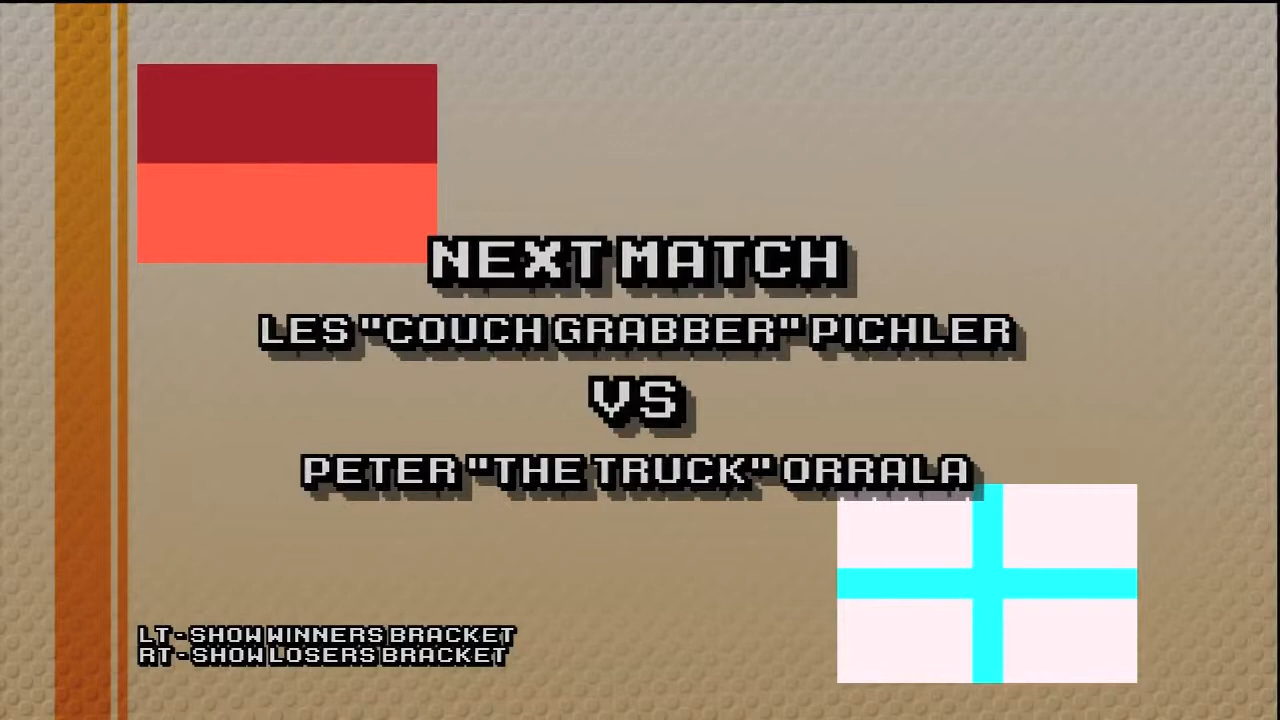 NEXT MATCH
LES "COUCH GRABBER" PICHLER
VS
PETER "THE TRUCK" ORRALA
LT - SHOW WINNERS BRACKET
RT - SHOW LOSERS BRACKET